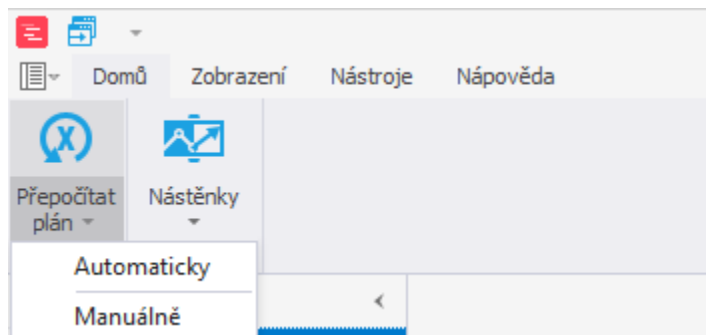 Domů Zobrazení Nástroje Nápověda
X
Přepočítat
plán
Nástěnky
Automaticky
Manuálně